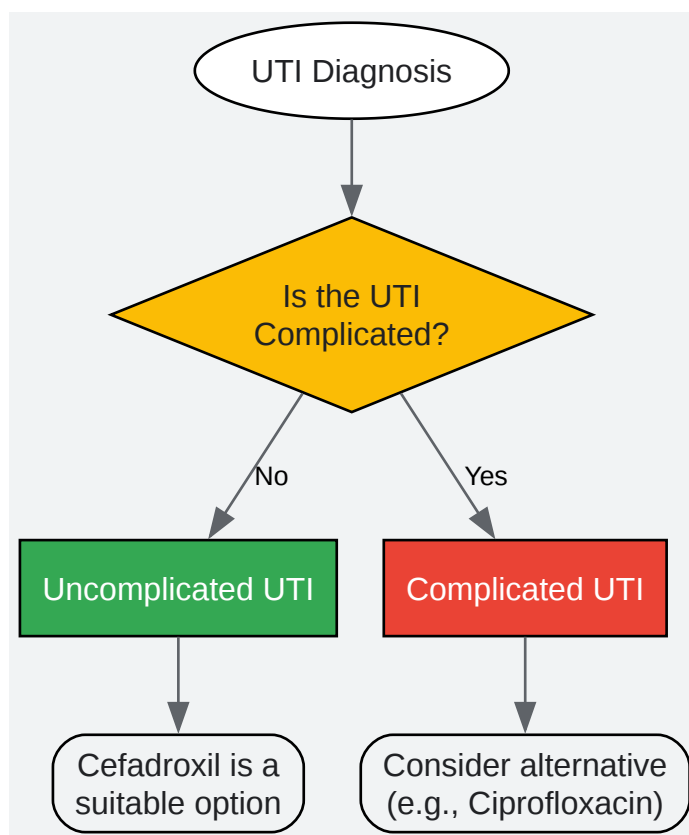 UTI Diagnosis
Is the UTI
Complicated?
No
Yes
Uncomplicated UTI
Complicated UTI
Cefadroxil is a
suitable option
Consider alternative
(e.g., Ciprofloxacin)